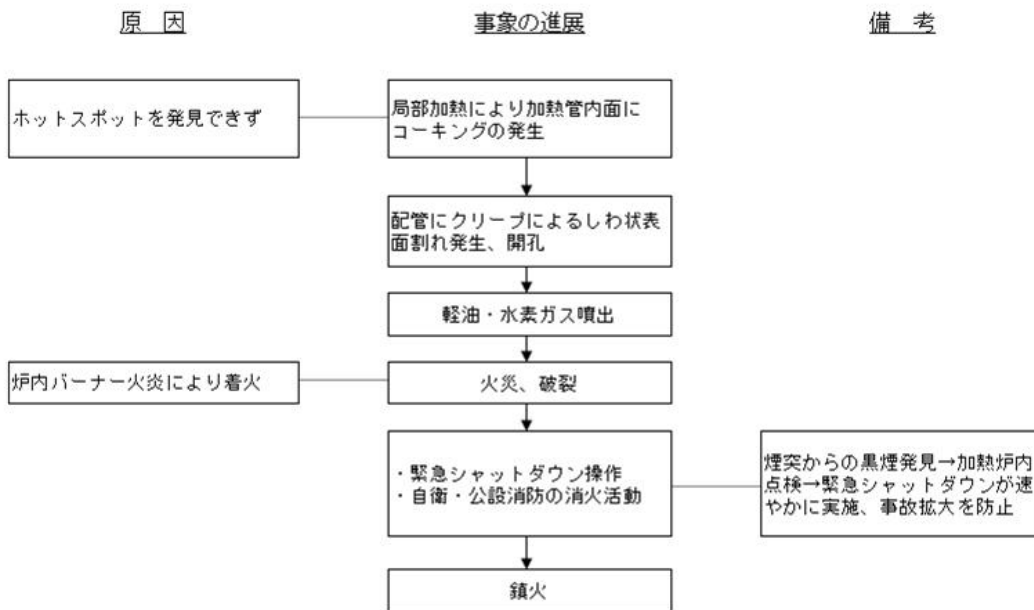 原 因
事象の進展
備 考
ホットスポットを発見できず
局部加熱により加熱管内面に
コーキングの発生
配管にクリープによるしわ状表
面割れ発生、開孔
軽油・水素ガス噴出
炉内バーナー火炎により着火
火災、破裂
・緊急シャットダウン操作
・自衛・公設消防の消火活動
煙突からの黒煙発見→加熱炉内
点検→緊急シャットダウンが速
やかに実施、事故拡大を防止
鎮火